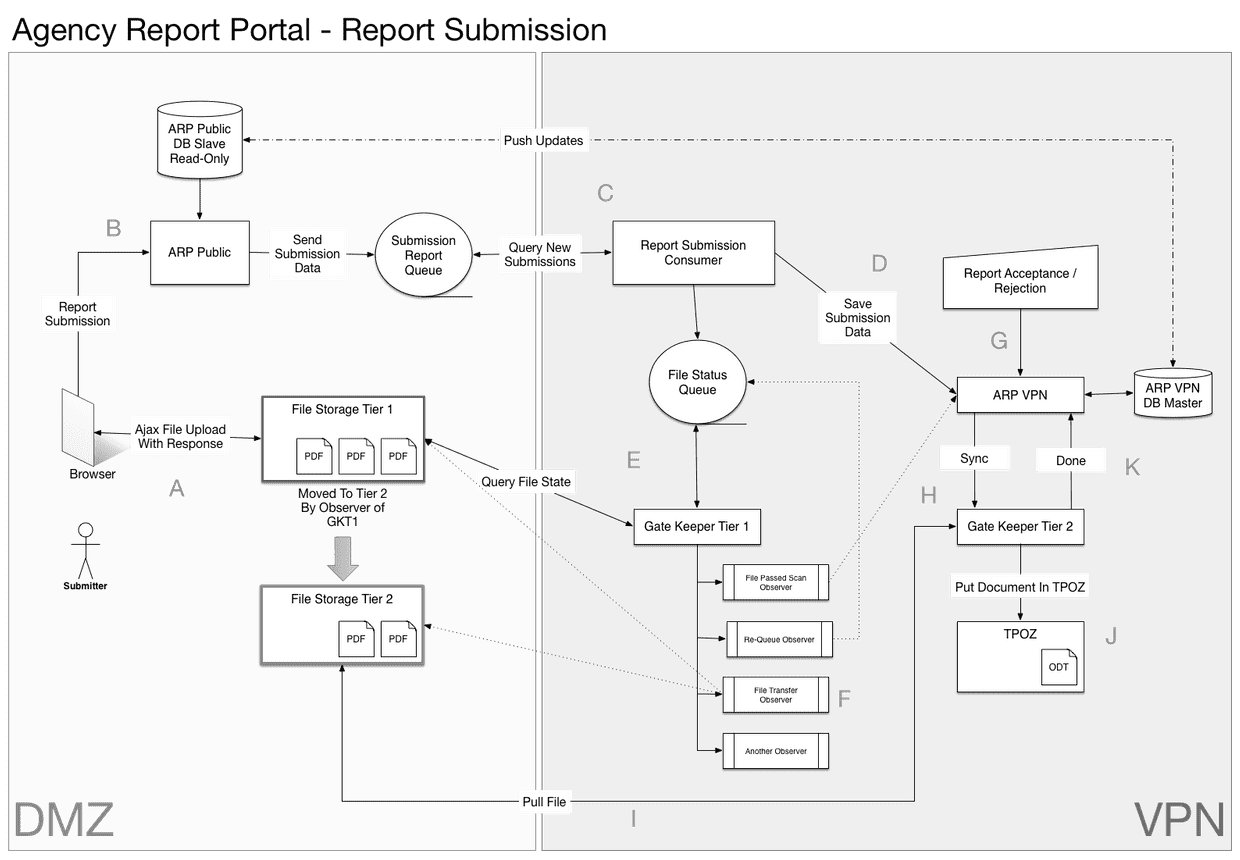 Agency Report Portal - Report Submission
ARP Public
DB Slave
Read-Only
Push Updates
C
B
ARP Public
Send
Submission
Data
Submission
Report
Queue
Query New
Submissions
Report Submission
Consumer
D
Report Acceptance /
Rejection
Report
Submission
Save
Submission
Data
G
File Status
Queue
ARP VPN
ARP VPN
DB Master
File Storage Tier 1
PDF
PDF
PDF
Ajax File Upload
With Response
Browser
A
E
Sync
Done
K
Query File State
Moved To Tier 2
By Observer of
GKT1
H
Gate Keeper Tier 1
Gate Keeper Tier 2
Submitter
File Passed Scan
Observer
Put Document In TPOZ
File Storage Tier 2
PDF
PDF
Re-Queue Observer
TPOZ
ODT
J
File Transfer
Observer
F
Another Observer
Pull File
I
DMZ
VPN